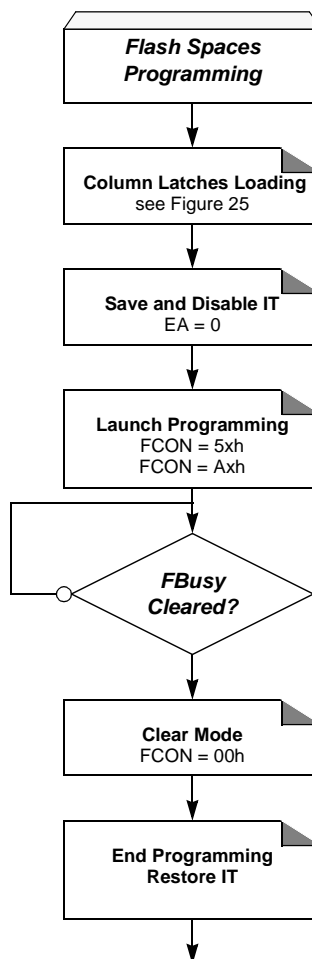 Flash Spaces
Programming
Column Latches Loading
see Figure 25
Save and Disable IT
EA = 0
Launch Programming
FCON = 5xh
FCON = Axh
FBusy
Cleared?
Clear Mode
FCON = 00h
End Programming
Restore IT